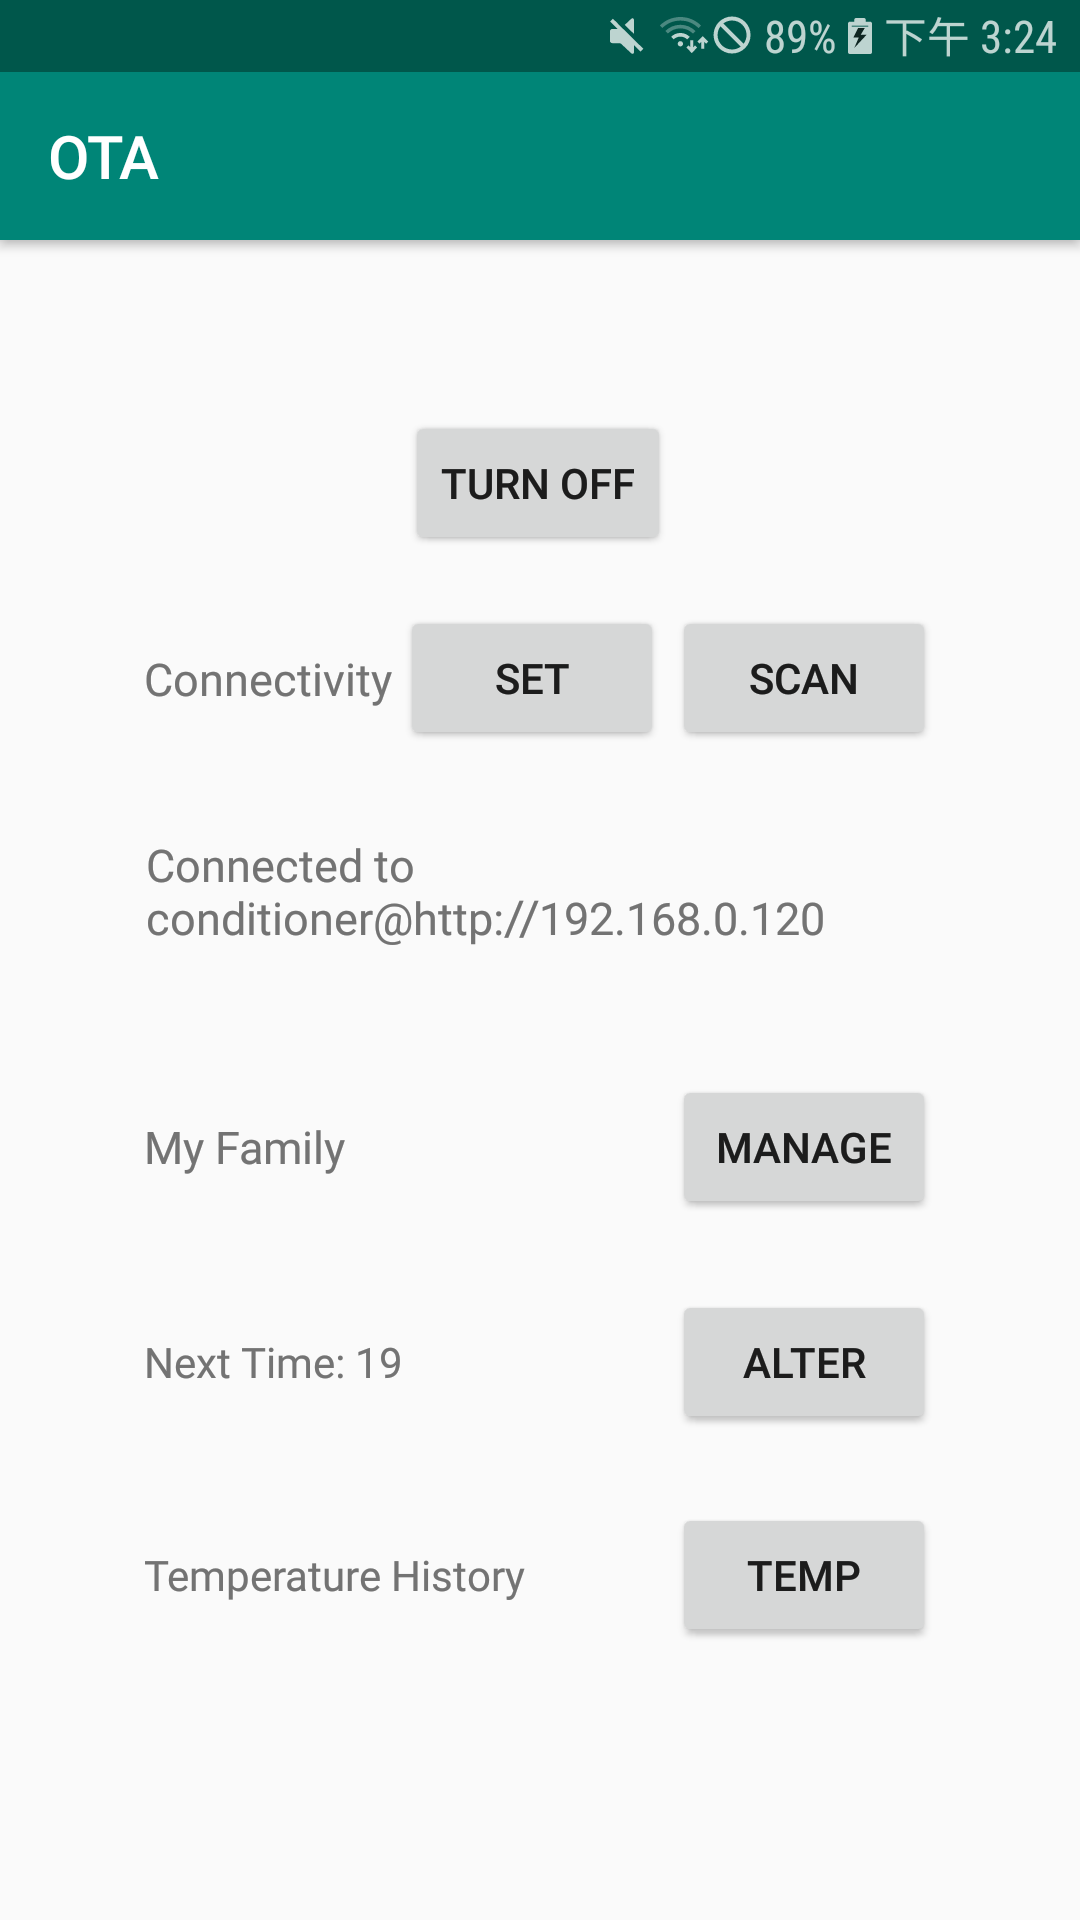 89% 下午 3:24
OTA
TURN OFF
Connectivity SET SCAN
Connected to
conditioner@http://192.168.0.120
My Family MANAGE
Next Time: 19 ALTER
Temperature History TEMP